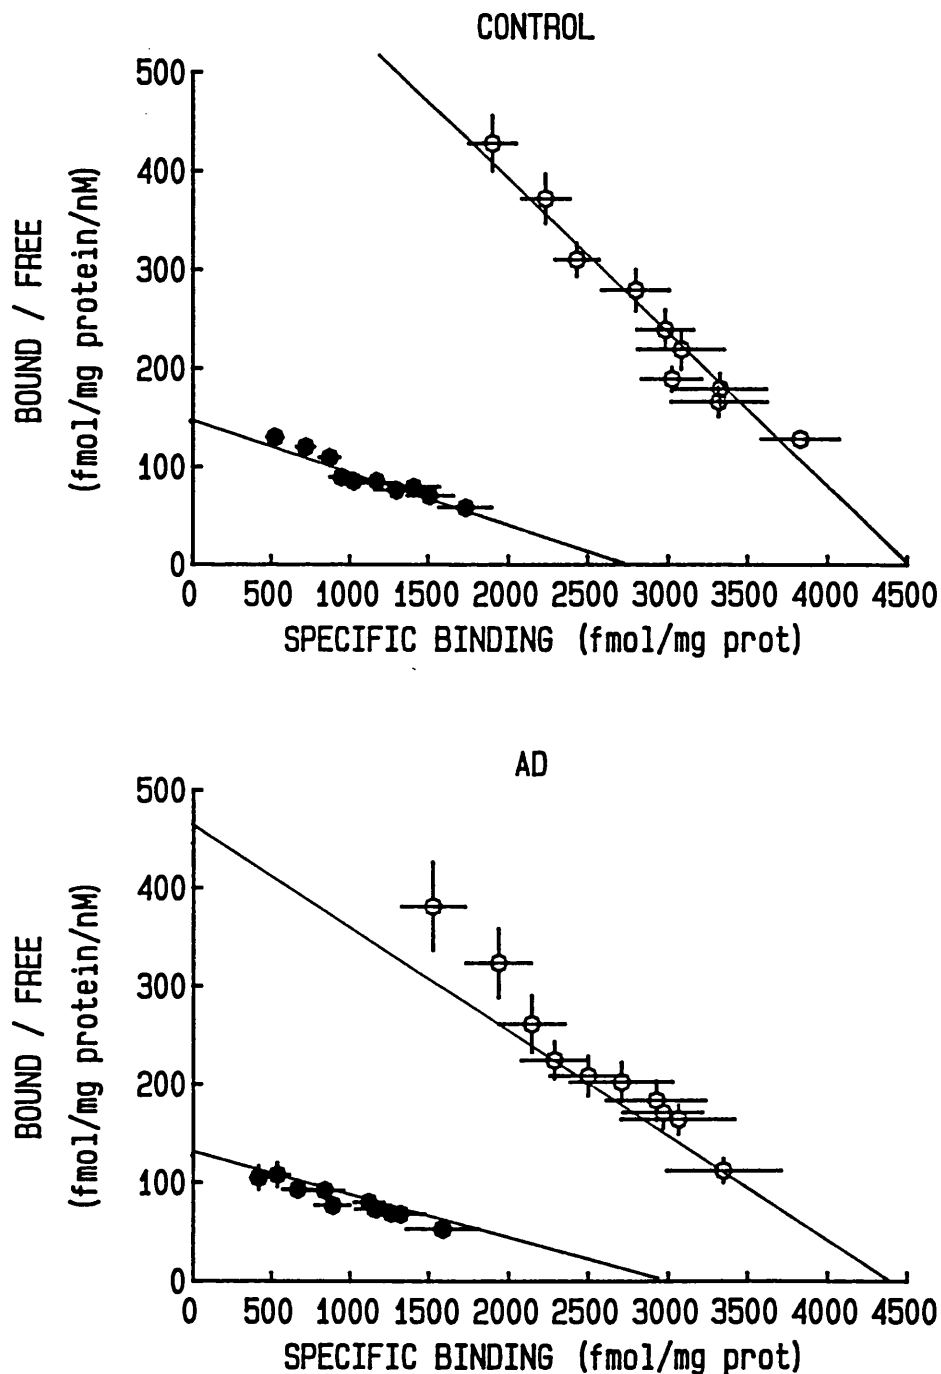 CONTROL
BOUND / FREE
(fmol/mg protein/nM)
500
400
300
200
100
0
0 500 1000 1500 2000 2500 3000 3500 4000 4500
SPECIFIC BINDING (fmol/mg prot)
AD
BOUND / FREE
(fmol/mg protein/nM)
500
400
300
200
100
0
0 500 1000 1500 2000 2500 3000 3500 4000 4500
SPECIFIC BINDING (fmol/mg prot)